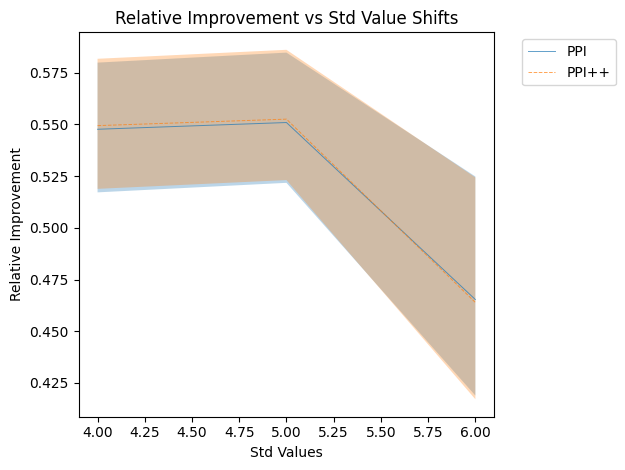 Relative Improvement vs Std Value Shifts
PPI
PPI++
Relative Improvement
0.575
0.550
0.525
0.500
0.475
0.450
0.425
4.00 4.25 4.50 4.75 5.00 5.25 5.50 5.75 6.00
Std Values